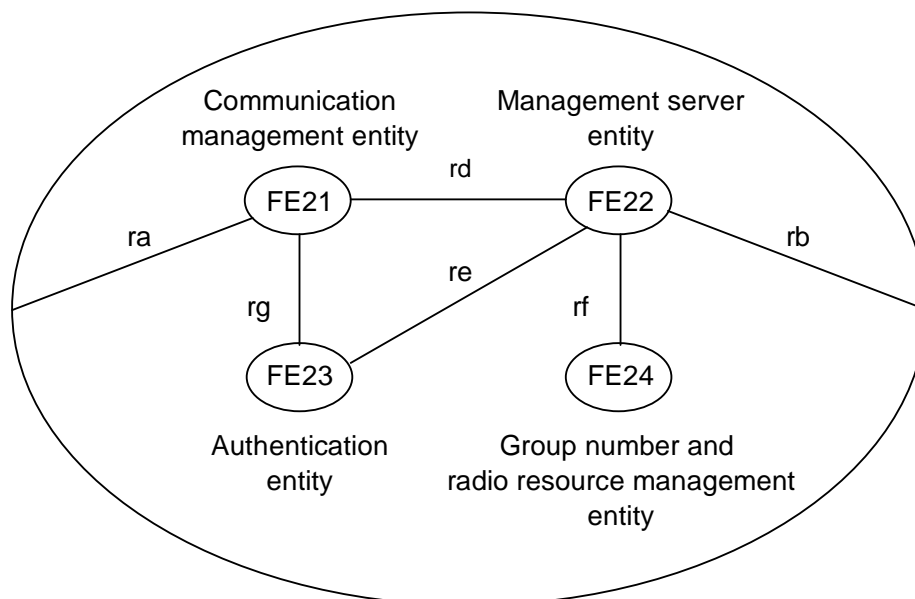 Communication
management entity
Management server
entity
rd
FE21
FE22
ra
rb
re
rg
rf
FE23
FE24
Authentication
entity
Group number and
radio resource management
entity